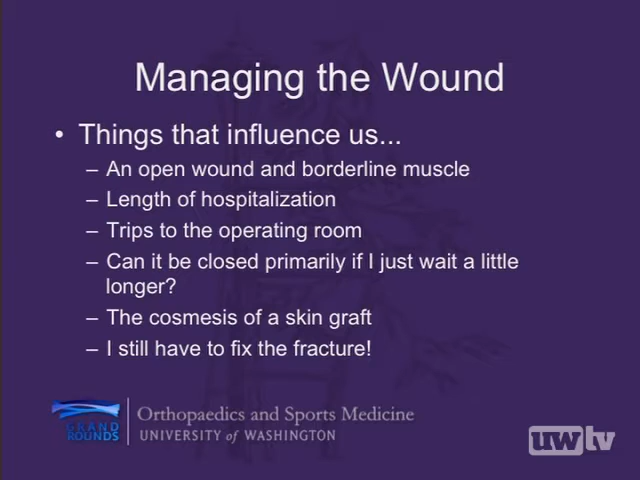 Managing the Wound
• Things that influence us...
– An open wound and borderline muscle
– Length of hospitalization
– Trips to the operating room
– Can it be closed primarily if I just wait a little
longer?
– The cosmesis of a skin graft
– I still have to fix the fracture!
GRAND
ROUNDS
Orthopaedics and Sports Medicine
UNIVERSITY of WASHINGTON
uwtv